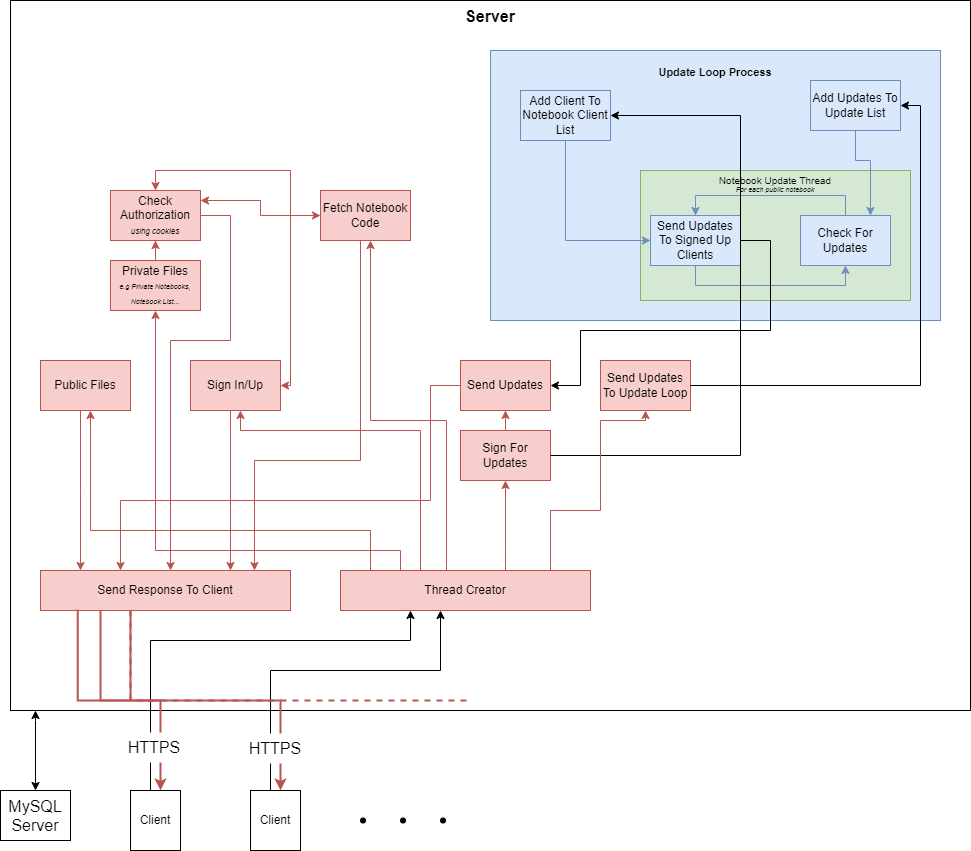 Server
Update Loop Process
Add Client To
Notebook Client
List
Add Updates To
Update List
Notebook Update Thread
For each public notebook
Send Updates
To Signed Up
Clients
Check For
Updates
Check
Authorization
using cookies
Fetch Notebook
Code
Private Files
e.g Private Notebooks,
Notebook List...
Public Files
Sign In/Up
Send Updates
Send Updates
To Update Loop
Sign For
Updates
Send Response To Client
Thread Creator
HTTPS
HTTPS
MySQL
Server
Client
Client